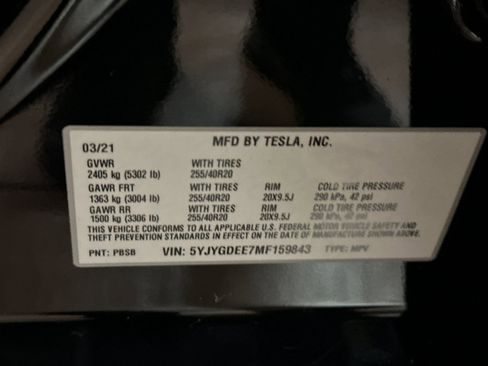 03/21 MFD BY TESLA, INC.
GVWR WITH TIRES
2405 kg (5302 lb) 255/40R20
GAWR FRT WITH TIRES RIM COLD TIRE PRESSURE
1363 kg (3004 lb) 255/40R20 20X9.5J 290 kPa, 42 psi
GAWR RR WITH TIRES RIM COLD TIRE PRESSURE
1500 kg (3306 lb) 255/40R20 20X9.5J 290 kPa, 42 psi
THIS VEHICLE CONFORMS TO ALL APPLICABLE U.S. FEDERAL MOTOR VEHICLE SAFETY AND
THEFT PREVENTION STANDARDS IN EFFECT ON THE DATE OF MANUFACTURE SHOWN ABOVE.
PNT: PBSB VIN: 5YJYGDEE7MF159843 TYPE: MPV